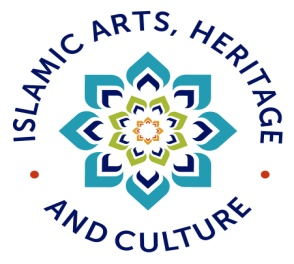 ISLAMIC ARTS, HERITAGE
AND CULTURE